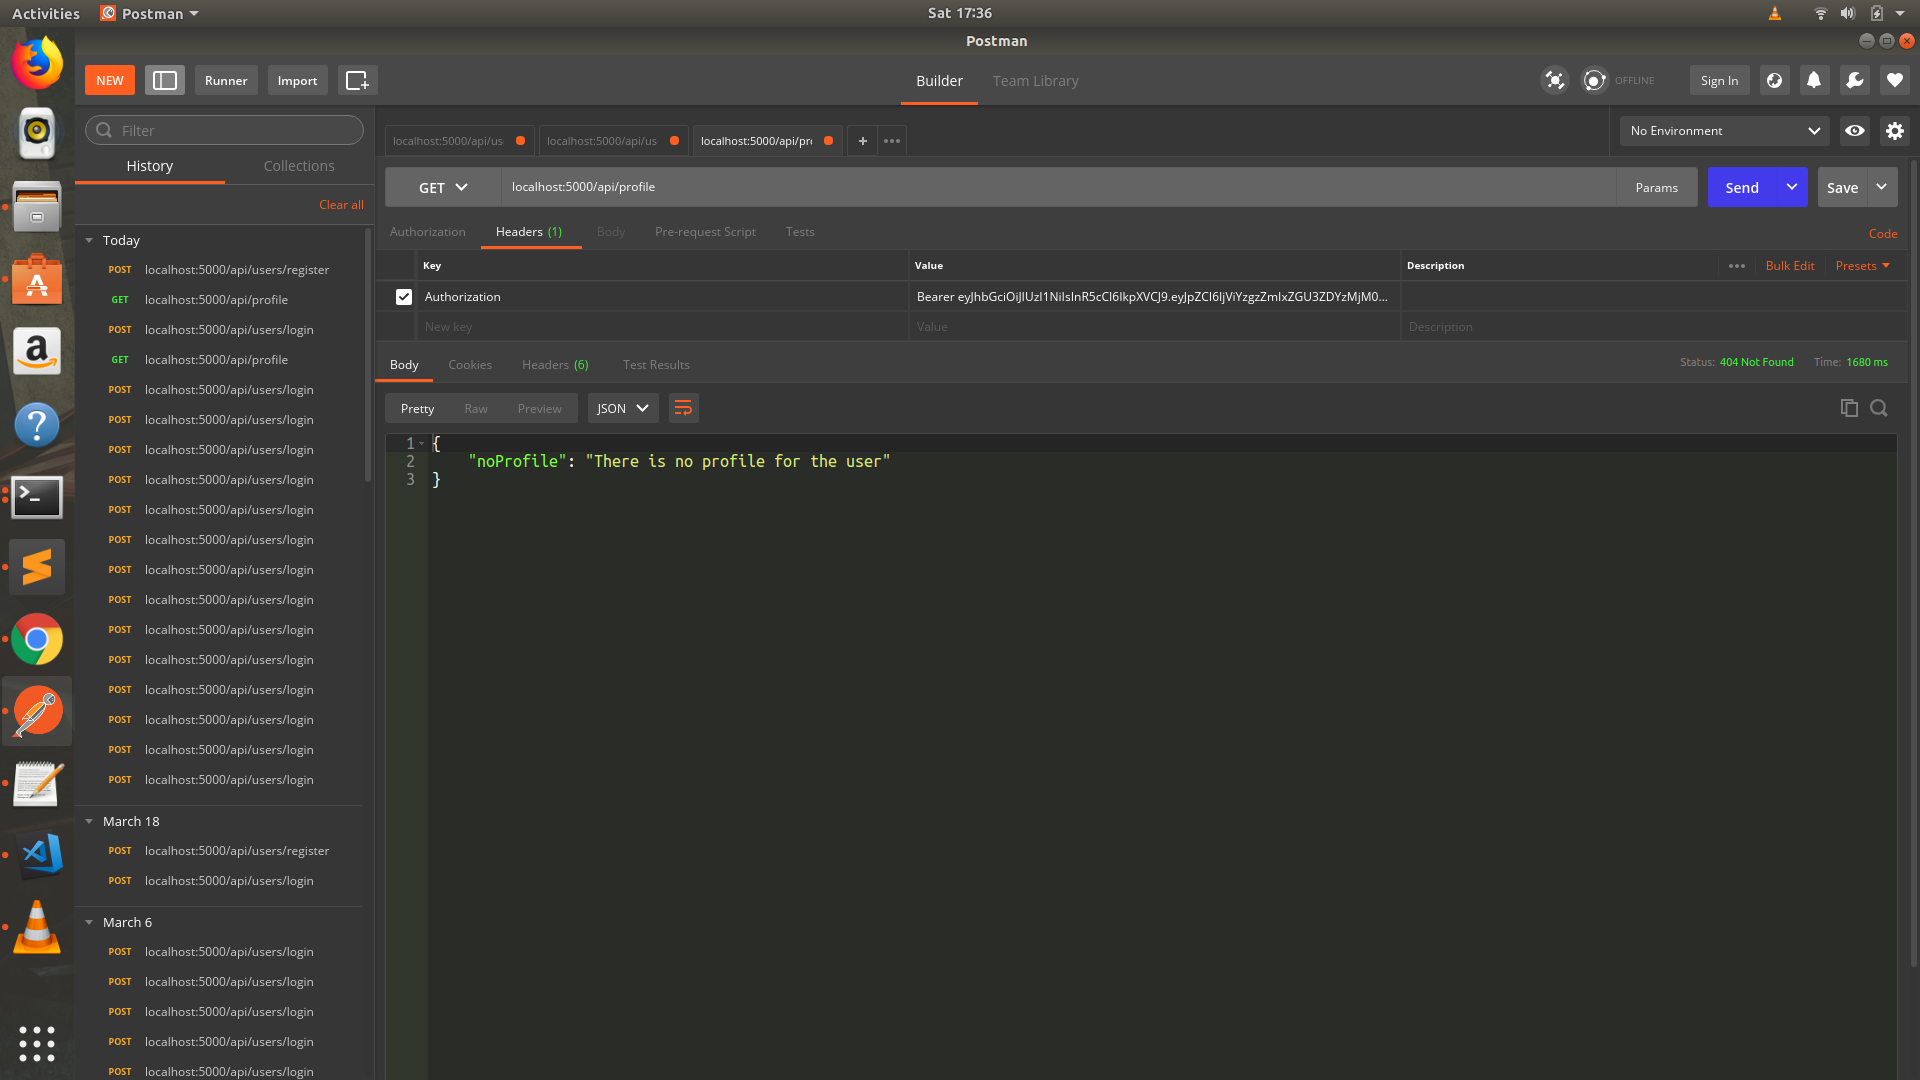 Activities
Postman
Sat 17:36
Postman
NEW
Runner
Import
Builder
Team Library
OFFLINE
Sign In
Filter
History
Collections
Clear all
Today
POST localhost:5000/api/users/register
GET localhost:5000/api/profile
POST localhost:5000/api/users/login
GET localhost:5000/api/profile
POST localhost:5000/api/users/login
POST localhost:5000/api/users/login
POST localhost:5000/api/users/login
POST localhost:5000/api/users/login
POST localhost:5000/api/users/login
POST localhost:5000/api/users/login
POST localhost:5000/api/users/login
POST localhost:5000/api/users/login
POST localhost:5000/api/users/login
POST localhost:5000/api/users/login
POST localhost:5000/api/users/login
POST localhost:5000/api/users/login
POST localhost:5000/api/users/login
POST localhost:5000/api/users/login
March 18
POST localhost:5000/api/users/register
POST localhost:5000/api/users/login
March 6
POST localhost:5000/api/users/login
POST localhost:5000/api/users/login
POST localhost:5000/api/users/login
POST localhost:5000/api/users/login
POST localhost:5000/api/users/login
localhost:5000/api/us
localhost:5000/api/us
localhost:5000/api/pr
+
No Environment
GET
localhost:5000/api/profile
Params
Send
Save
Authorization
Headers (1)
Body
Pre-request Script
Tests
Code
Key
Value
Description
Bulk Edit
Presets
Authorization
Bearer
New key
Value
Description
Body
Cookies
Headers (6)
Test Results
Status: 404 Not Found
Time: 1680 ms
Pretty
Raw
Preview
JSON
1 {
2 "noProfile": "There is no profile for the user"
3 }